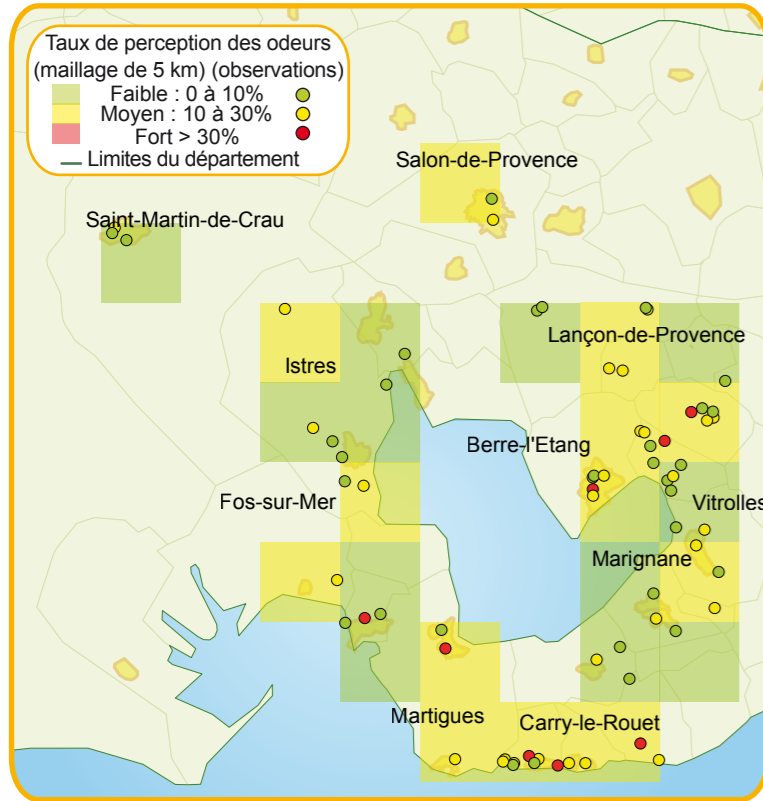 Taux de perception des odeurs
(maillage de 5 km) (observations)
Faible : 0 à 10%
Moyen : 10 à 30%
Fort > 30%
Limites du département
Salon-de-Provence
Saint-Martin-de-Crau
Lançon-de-Provence
Istres
Berre-l'Etang
Fos-sur-Mer
Vitrolles
Marignane
Martigues
Carry-le-Rouet